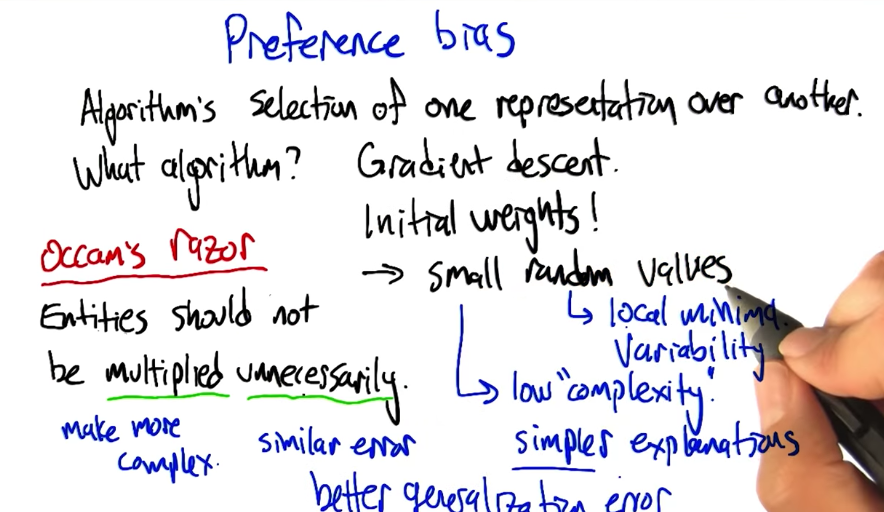 Preference bias
Algorithm's selection of one representation over another.
What algorithm? Gradient descent.
Initial weights!
→ small random values
↳ local minima.
variability
↳ low "complexity".
simpler explanations
Occam's razor
Entities should not
be multiplied unnecessarily.
make more
complex.
similar error
better generalization error